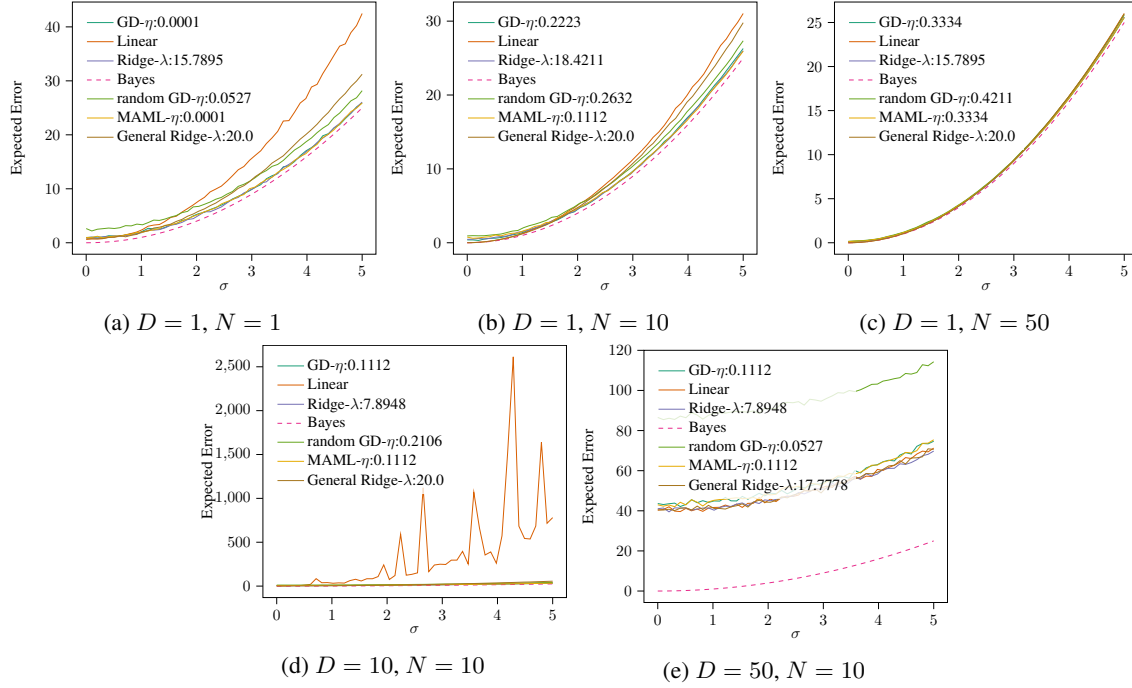 40
30
20
10
0
Expected Error
GD-η:0.0001
Linear
Ridge-λ:15.7895
Bayes
random GD-η:0.0527
MAML-η:0.0001
General Ridge-λ:20.0
0 1 2 3 4 5
σ
(a) D = 1, N = 1
30
20
10
0
Expected Error
GD-η:0.2223
Linear
Ridge-λ:18.4211
Bayes
random GD-η:0.2632
MAML-η:0.1112
General Ridge-λ:20.0
0 1 2 3 4 5
σ
(b) D = 1, N = 10
25
20
15
10
5
0
Expected Error
GD-η:0.3334
Linear
Ridge-λ:15.7895
Bayes
random GD-η:0.4211
MAML-η:0.3334
General Ridge-λ:20.0
0 1 2 3 4 5
σ
(c) D = 1, N = 50
2,500
2,000
1,500
1,000
500
0
Expected Error
GD-η:0.1112
Linear
Ridge-λ:7.8948
Bayes
random GD-η:0.2106
MAML-η:0.1112
General Ridge-λ:20.0
0 1 2 3 4 5
σ
(d) D = 10, N = 10
120
100
80
60
40
20
0
Expected Error
GD-η:0.1112
Linear
Ridge-λ:7.8948
Bayes
random GD-η:0.0527
MAML-η:0.1112
General Ridge-λ:17.7778
0 1 2 3 4 5
σ
(e) D = 50, N = 10